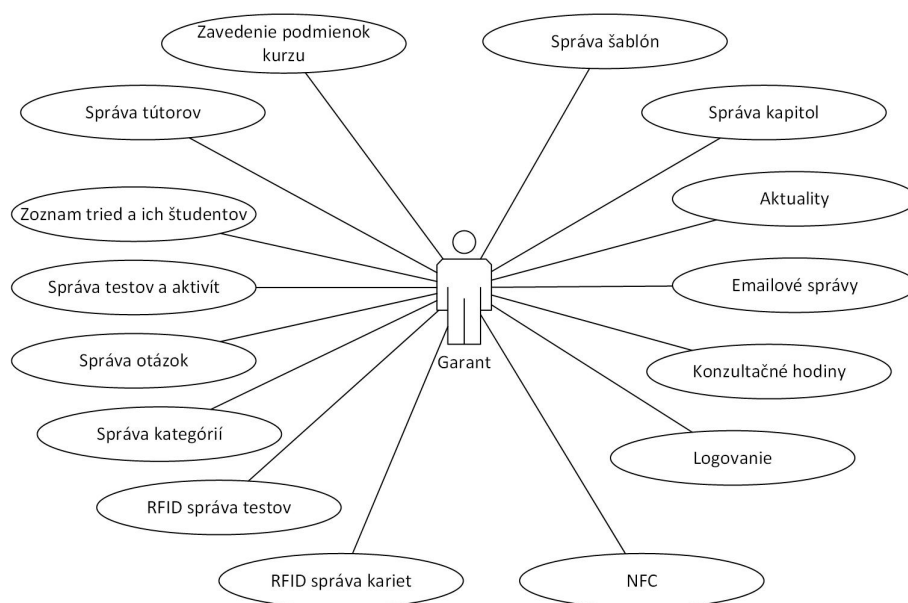 Zavedenie podmienok
kurzu
Správa šablón
Správa tútorov
Správa kapitol
Zoznam tried a ich študentov
Aktuality
Správa testov a aktivít
Emailové správy
Správa otázok
Garant
Konzultačné hodiny
Správa kategórií
Logovanie
RFID správa testov
RFID správa kariet
NFC